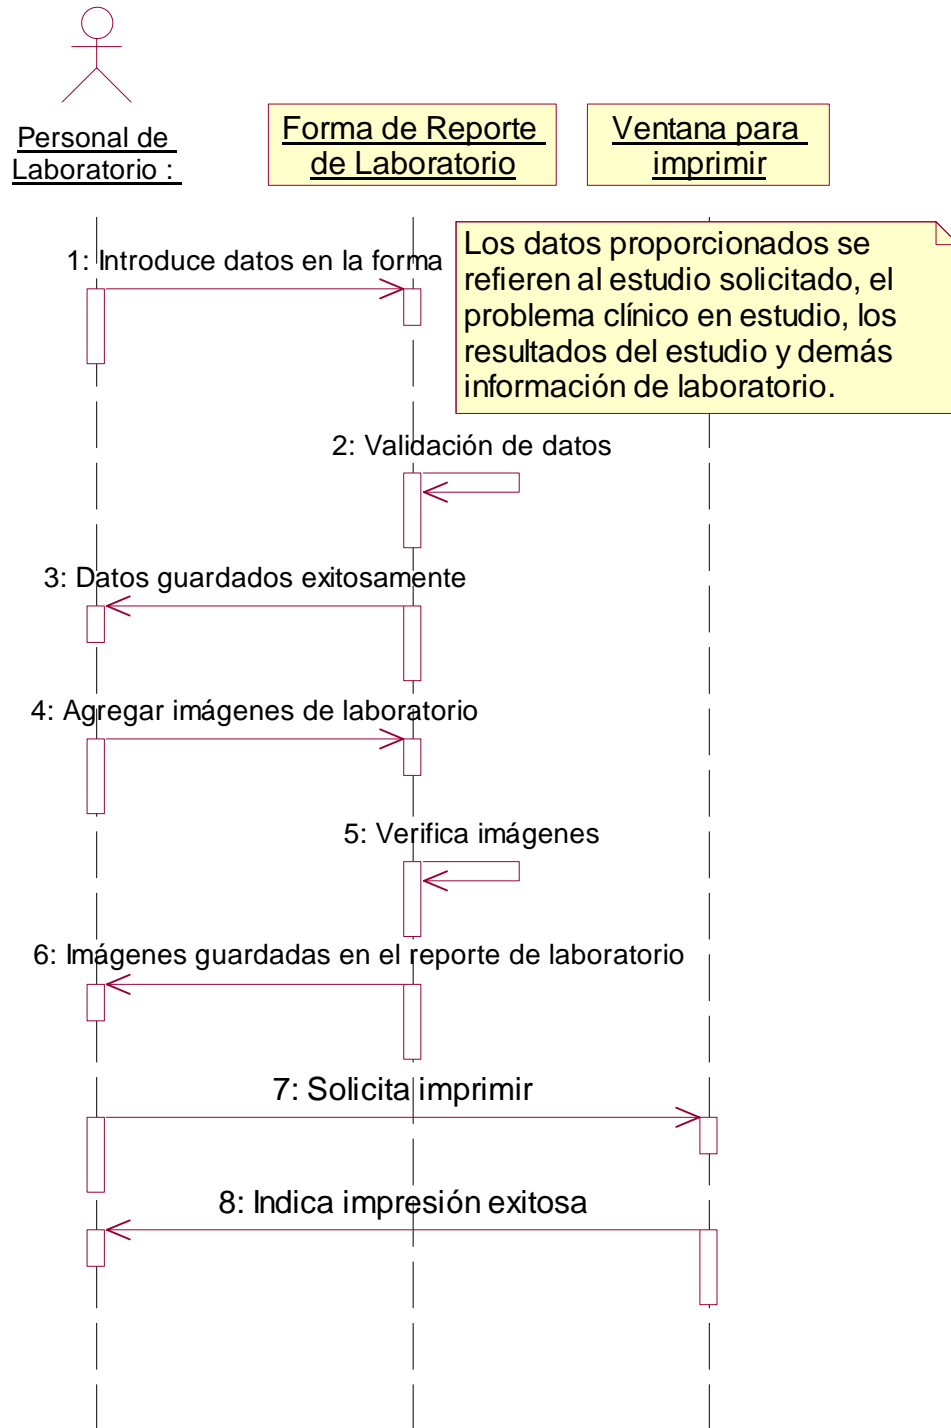 Personal de
Laboratorio :
Forma de Reporte
de Laboratorio
Ventana para
imprimir
1: Introduce datos en la forma
Los datos proporcionados se
refieren al estudio solicitado, el
problema clínico en estudio, los
resultados del estudio y demás
información de laboratorio.
2: Validación de datos
3: Datos guardados exitosamente
4: Agregar imágenes de laboratorio
5: Verifica imágenes
6: Imágenes guardadas en el reporte de laboratorio
7: Solicita imprimir
8: Indica impresión exitosa